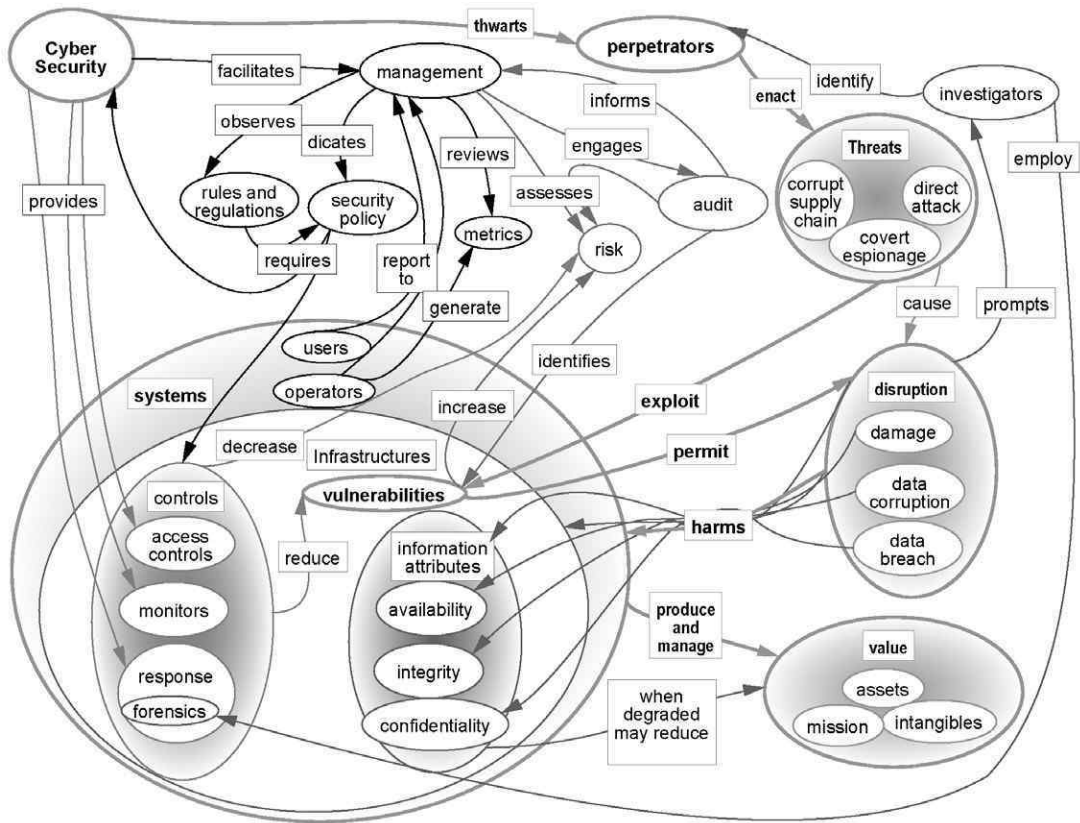 Cyber
Security
thwarts
perpetrators
facilitates
management
identify
investigators
informs
enact
observes
dicates
reviews
engages
Threats
employ
provides
rules and
regulations
security
policy
assesses
audit
corrupt
supply
chain
direct
attack
metrics
risk
covert
espionage
requires
report
to
generate
cause
prompts
users
identifies
systems
operators
increase
exploit
disruption
decrease
Infrastructures
permit
damage
controls
vulnerabilities
data
corruption
access
controls
reduce
information
attributes
harms
data
breach
monitors
availability
produce
and
manage
value
response
integrity
assets
forensics
confidentiality
when
degraded
may reduce
mission
intangibles